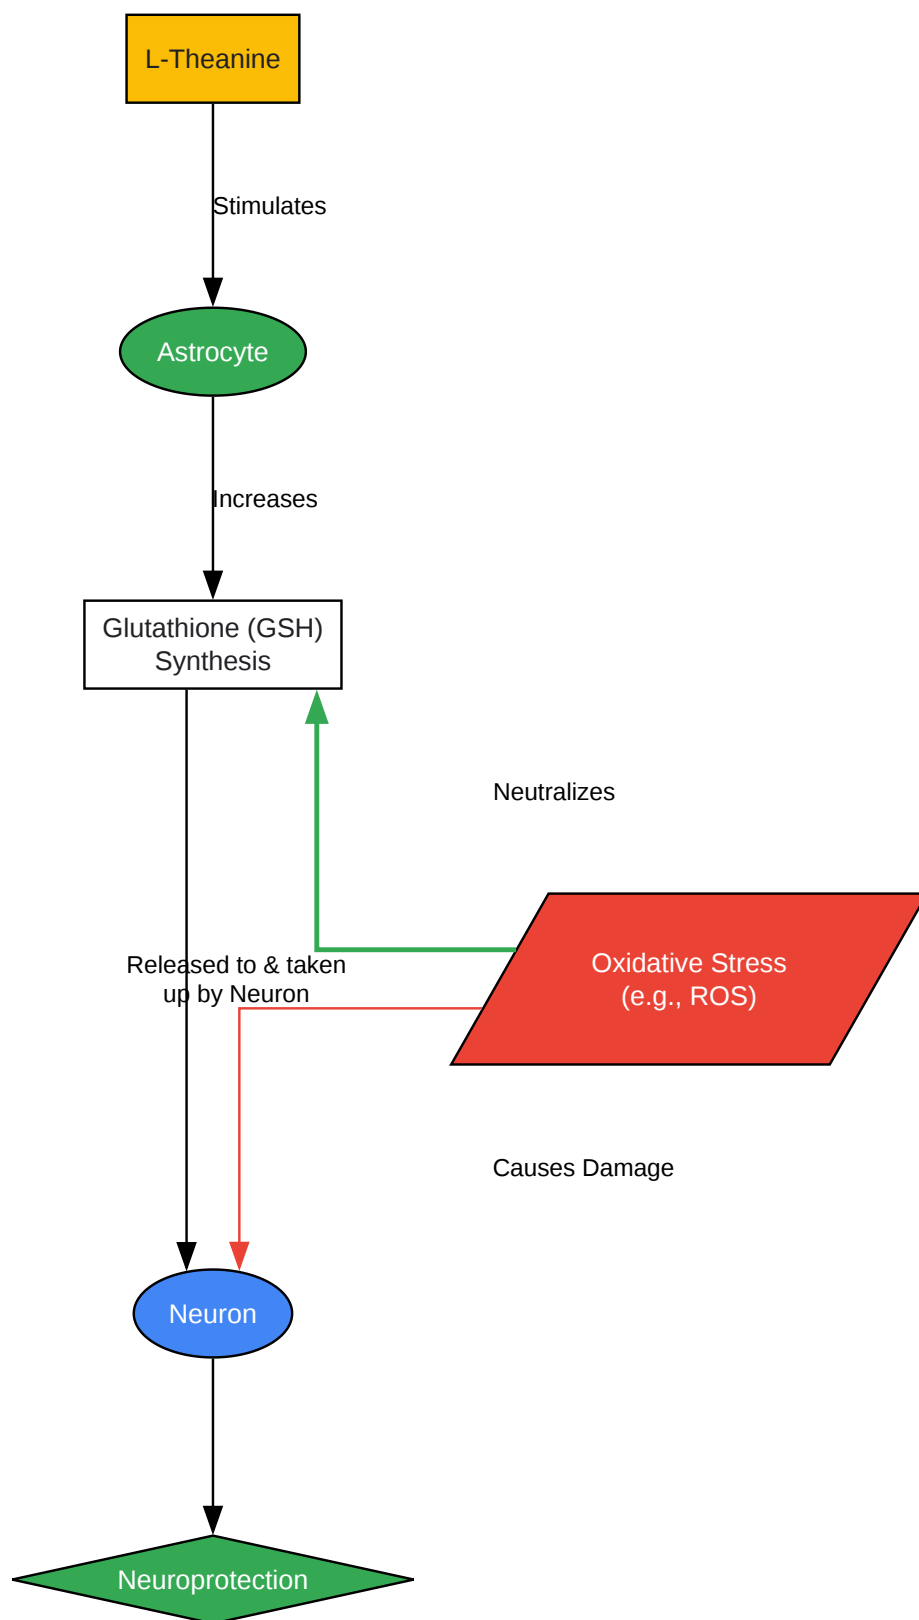 L-Theanine
Stimulates
Astrocyte
Increases
Glutathione (GSH)
Synthesis
Neutralizes
Released to & taken
up by Neuron
Oxidative Stress
(e.g., ROS)
Causes Damage
Neuron
Neuroprotection